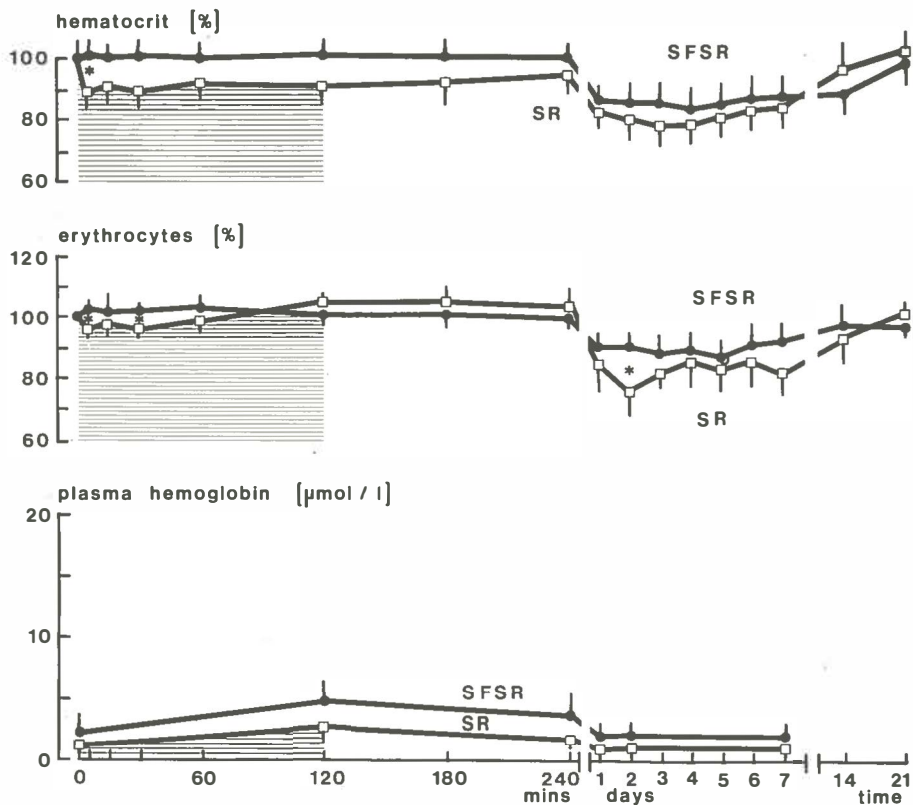 hematocrit [%]
100
80
60
*
SFSR
SR
erythrocytes [%]
120
100
80
60
*
*
*
SFSR
SR
plasma hemoglobin [µmol / l]
20
10
0
SFSR
SR
0 60 120 180 240 1 2 3 4 5 6 7 14 21
mins days time